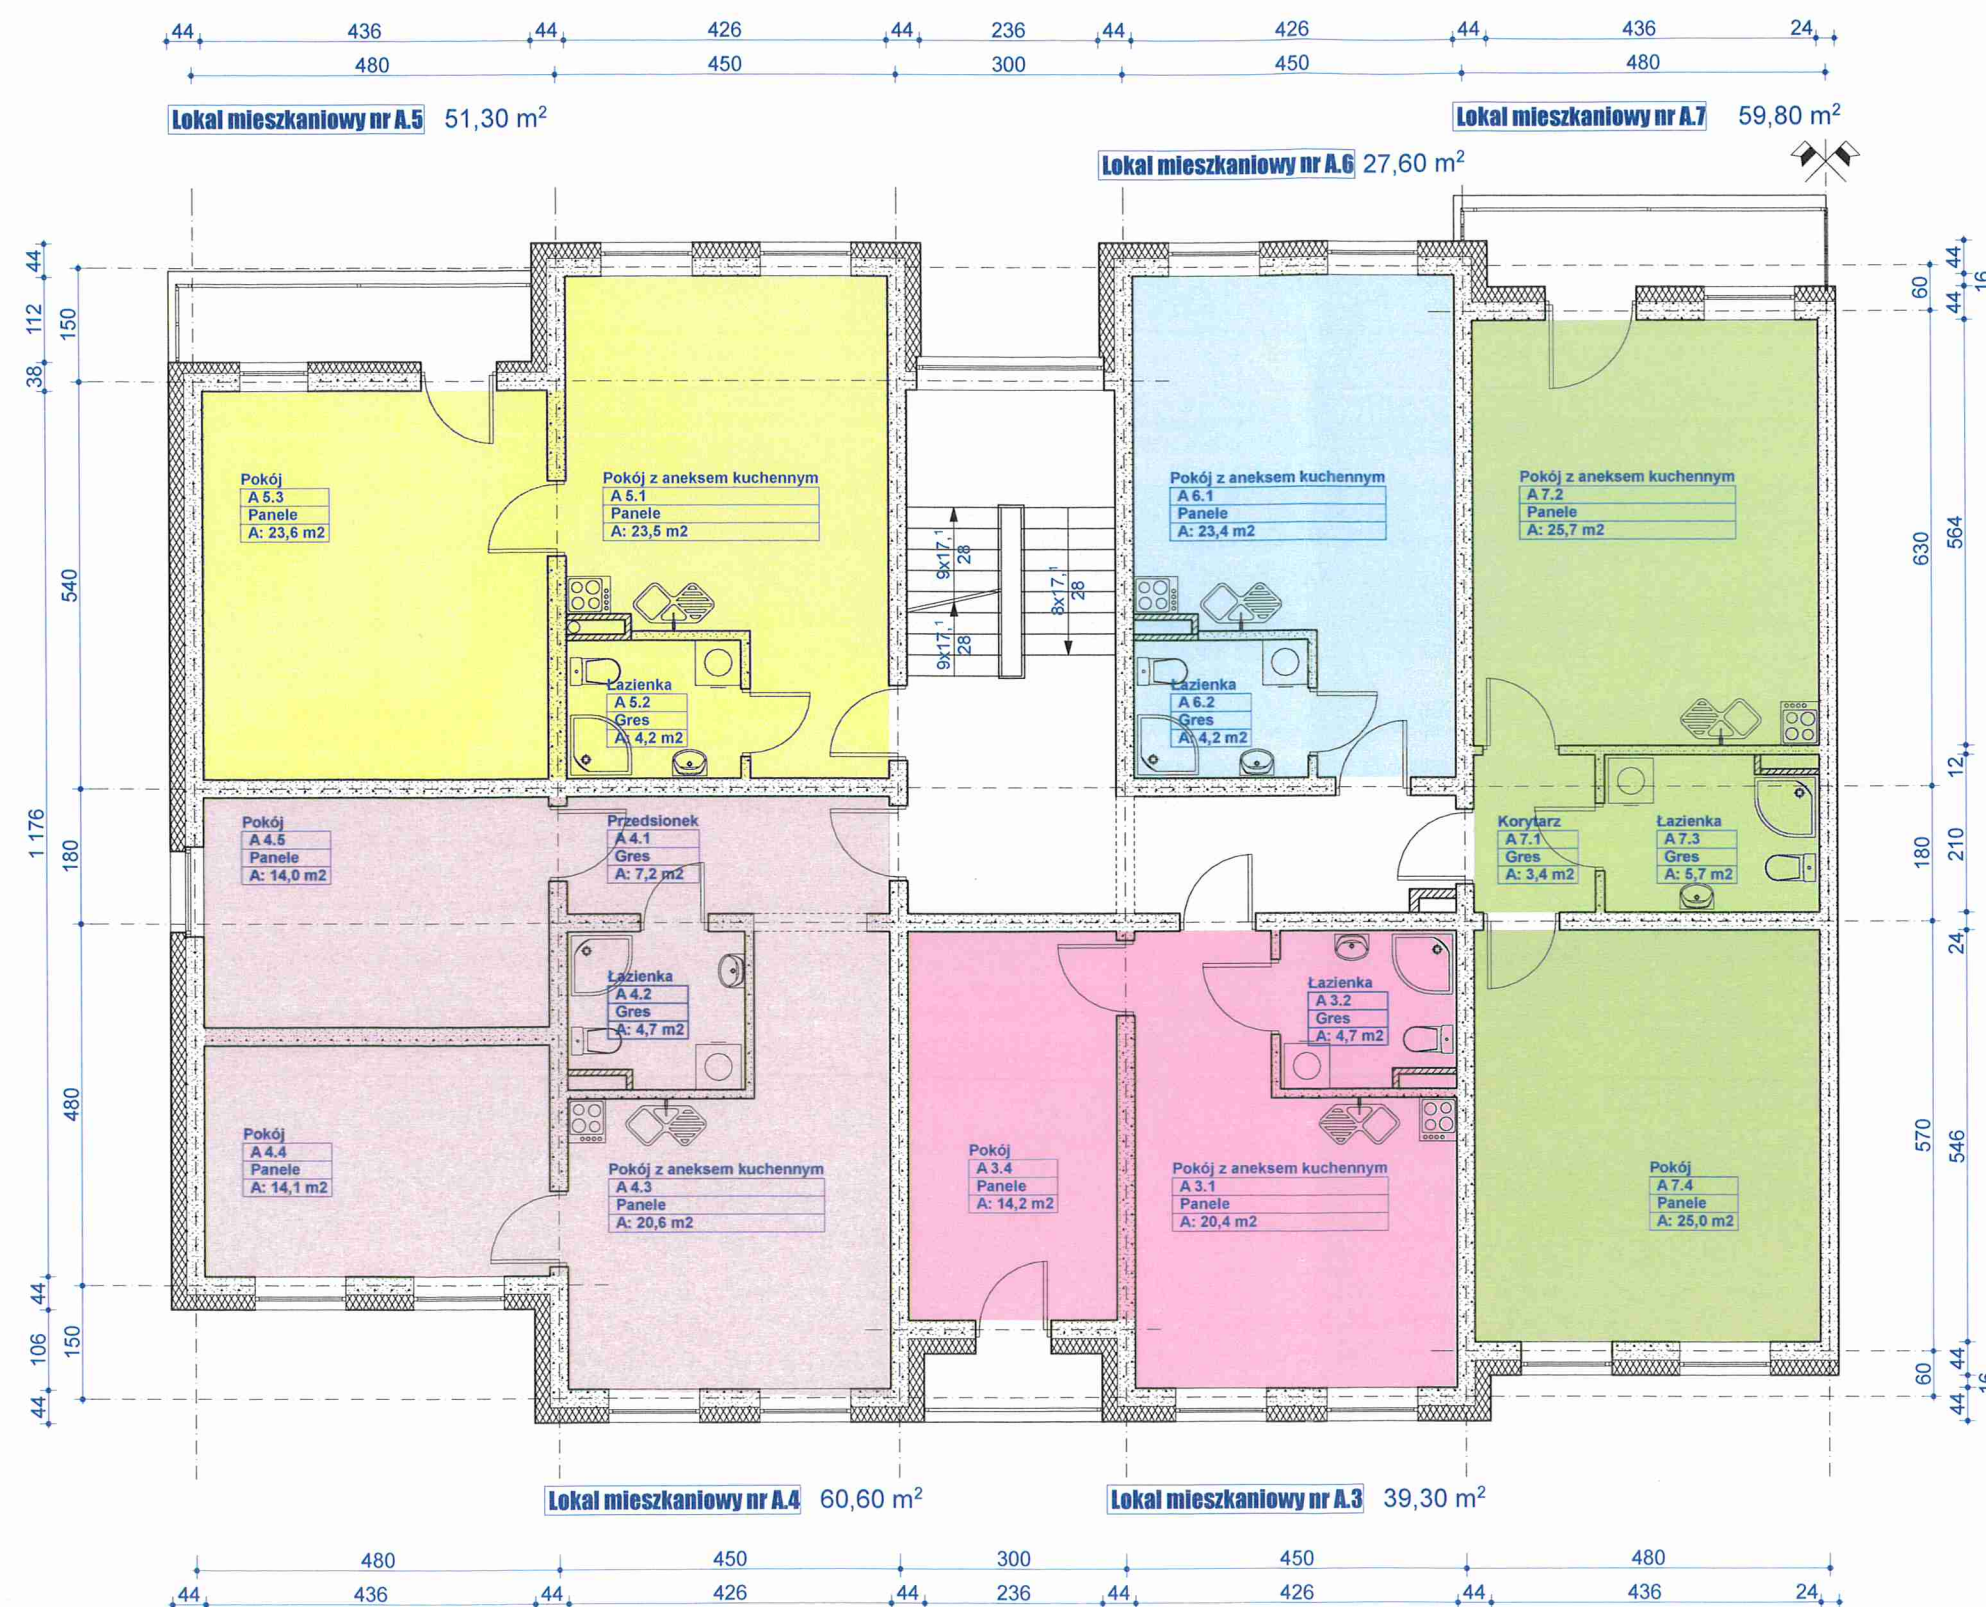 44 436 44 426 44 236 44 426 44 436 24
480 450 300 450 480
Lokal mieszkaniowy nr A.5 51,30 m²
Lokal mieszkaniowy nr A.7 59,80 m²
Lokal mieszkaniowy nr A.6 27,60 m²
44
112
38
1 176
44
106
44
150
540
180
480
150
Pokój
A 5.3
Panele
A: 23,6 m2
Pokój z aneksem kuchennym
A 5.1
Panele
A: 23,5 m2
Łazienka
A 5.2
Gres
A: 4,2 m2
9x17,1
28
9x17,1
28
8x17,1
28
Pokój z aneksem kuchennym
A 6.1
Panele
A: 23,4 m2
Łazienka
A 6.2
Gres
A: 4,2 m2
Pokój z aneksem kuchennym
A 7.2
Panele
A: 25,7 m2
Korytarz
A 7.1
Gres
A: 3,4 m2
Łazienka
A 7.3
Gres
A: 5,7 m2
Pokój
A 4.5
Panele
A: 14,0 m2
Przedsionek
A 4.1
Gres
A: 7,2 m2
Łazienka
A 4.2
Gres
A: 4,7 m2
Łazienka
A 3.2
Gres
A: 4,7 m2
Pokój
A 4.4
Panele
A: 14,1 m2
Pokój z aneksem kuchennym
A 4.3
Panele
A: 20,6 m2
Pokój
A 3.4
Panele
A: 14,2 m2
Pokój z aneksem kuchennym
A 3.1
Panele
A: 20,4 m2
Pokój
A 7.4
Panele
A: 25,0 m2
60
630
180
570
60
44
16
44
564
12
210
24
546
44
16
44
Lokal mieszkaniowy nr A.4 60,60 m²
Lokal mieszkaniowy nr A.3 39,30 m²
480 450 300 450 480
44 436 44 426 44 236 44 426 44 436 24